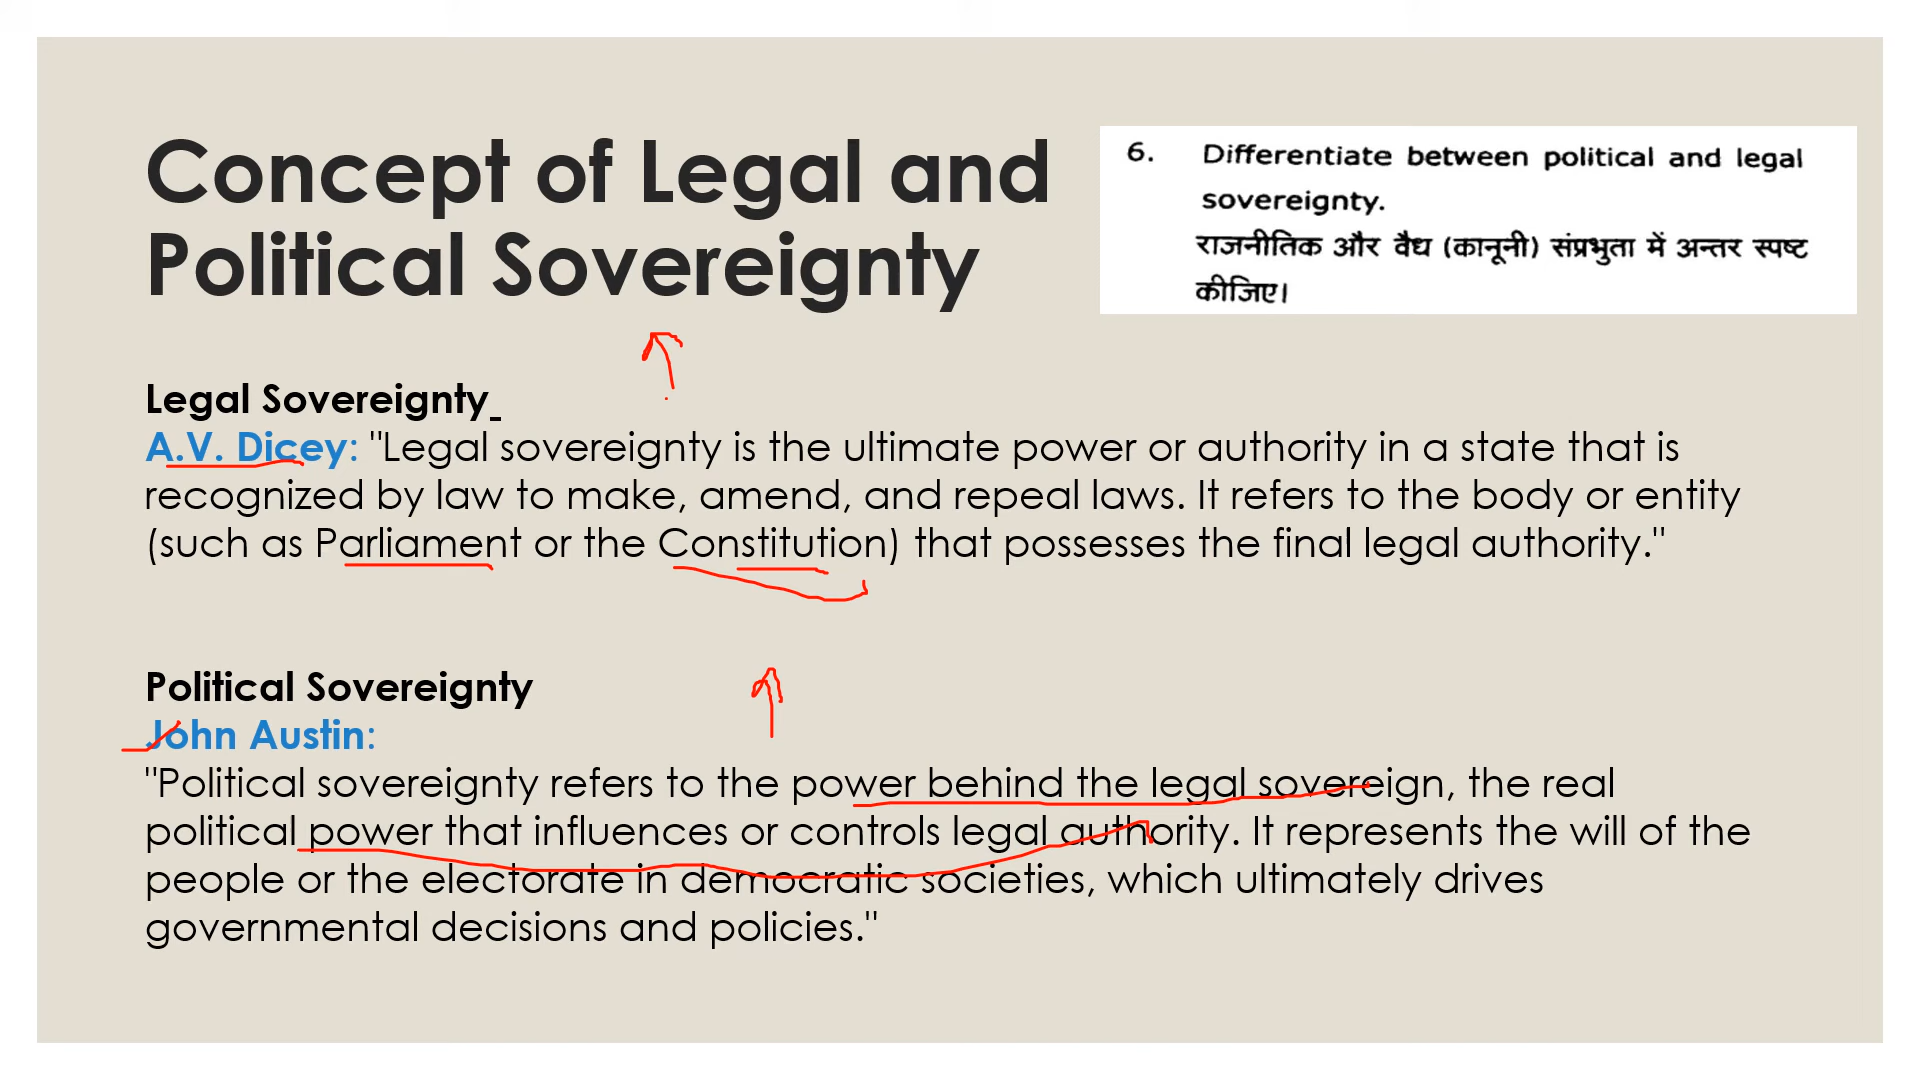 Concept of Legal and
Political Sovereignty
6. Differentiate between political and legal
sovereignty.
राजनीतिक और वैध (कानूनी) संप्रभुता में अन्तर स्पष्ट
कीजिए।
Legal Sovereignty
A.V. Dicey: "Legal sovereignty is the ultimate power or authority in a state that is
recognized by law to make, amend, and repeal laws. It refers to the body or entity
(such as Parliament or the Constitution) that possesses the final legal authority."
Political Sovereignty
John Austin:
"Political sovereignty refers to the power behind the legal sovereign, the real
political power that influences or controls legal authority. It represents the will of the
people or the electorate in democratic societies, which ultimately drives
governmental decisions and policies."